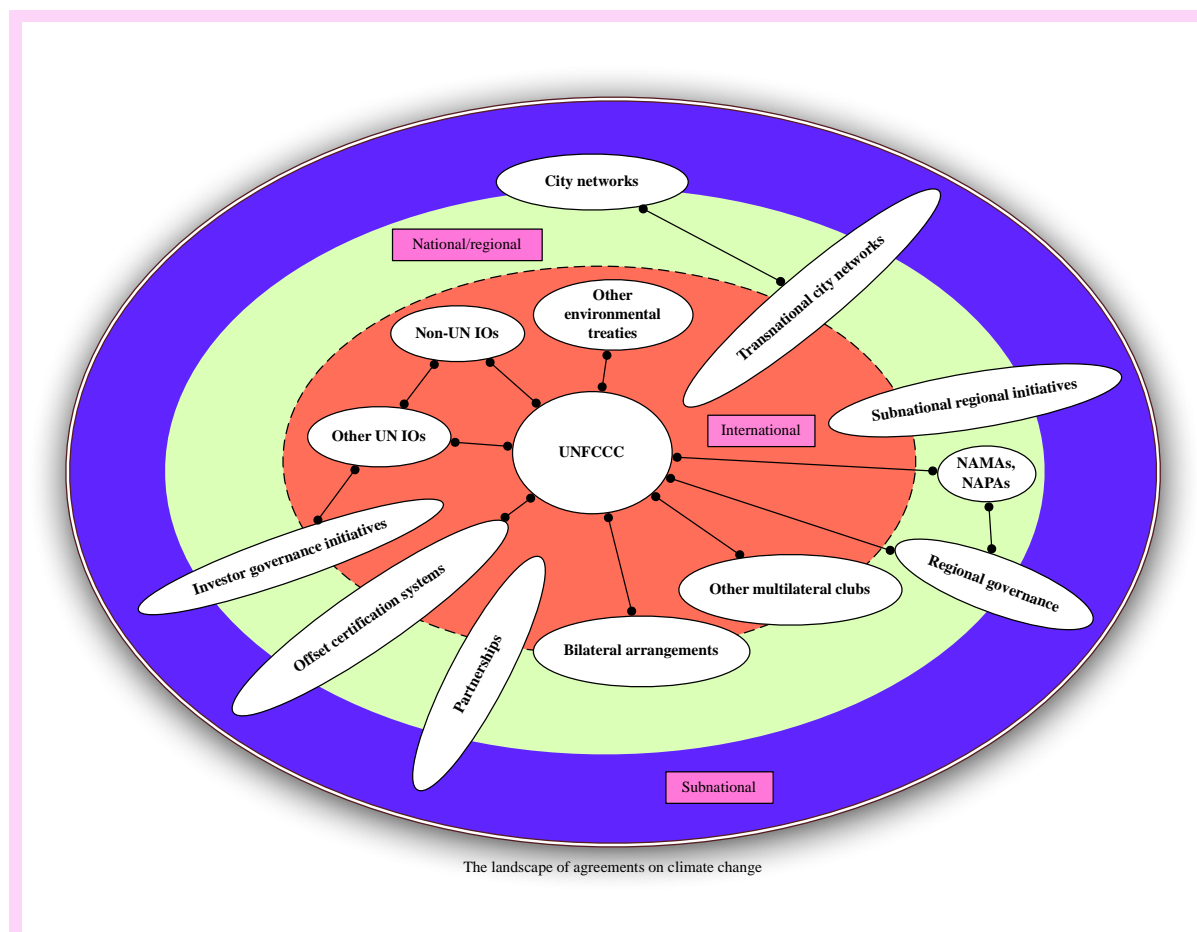 City networks
National/regional
Transnational city networks
Other
environmental
treaties
Non-UN IOs
Subnational regional initiatives
International
Other UN IOs
UNFCCC
NAMAs,
NAPAs
Investor governance initiatives
Regional governance
Other multilateral clubs
Offset certification systems
Bilateral arrangements
Partnerships
Subnational
The landscape of agreements on climate change